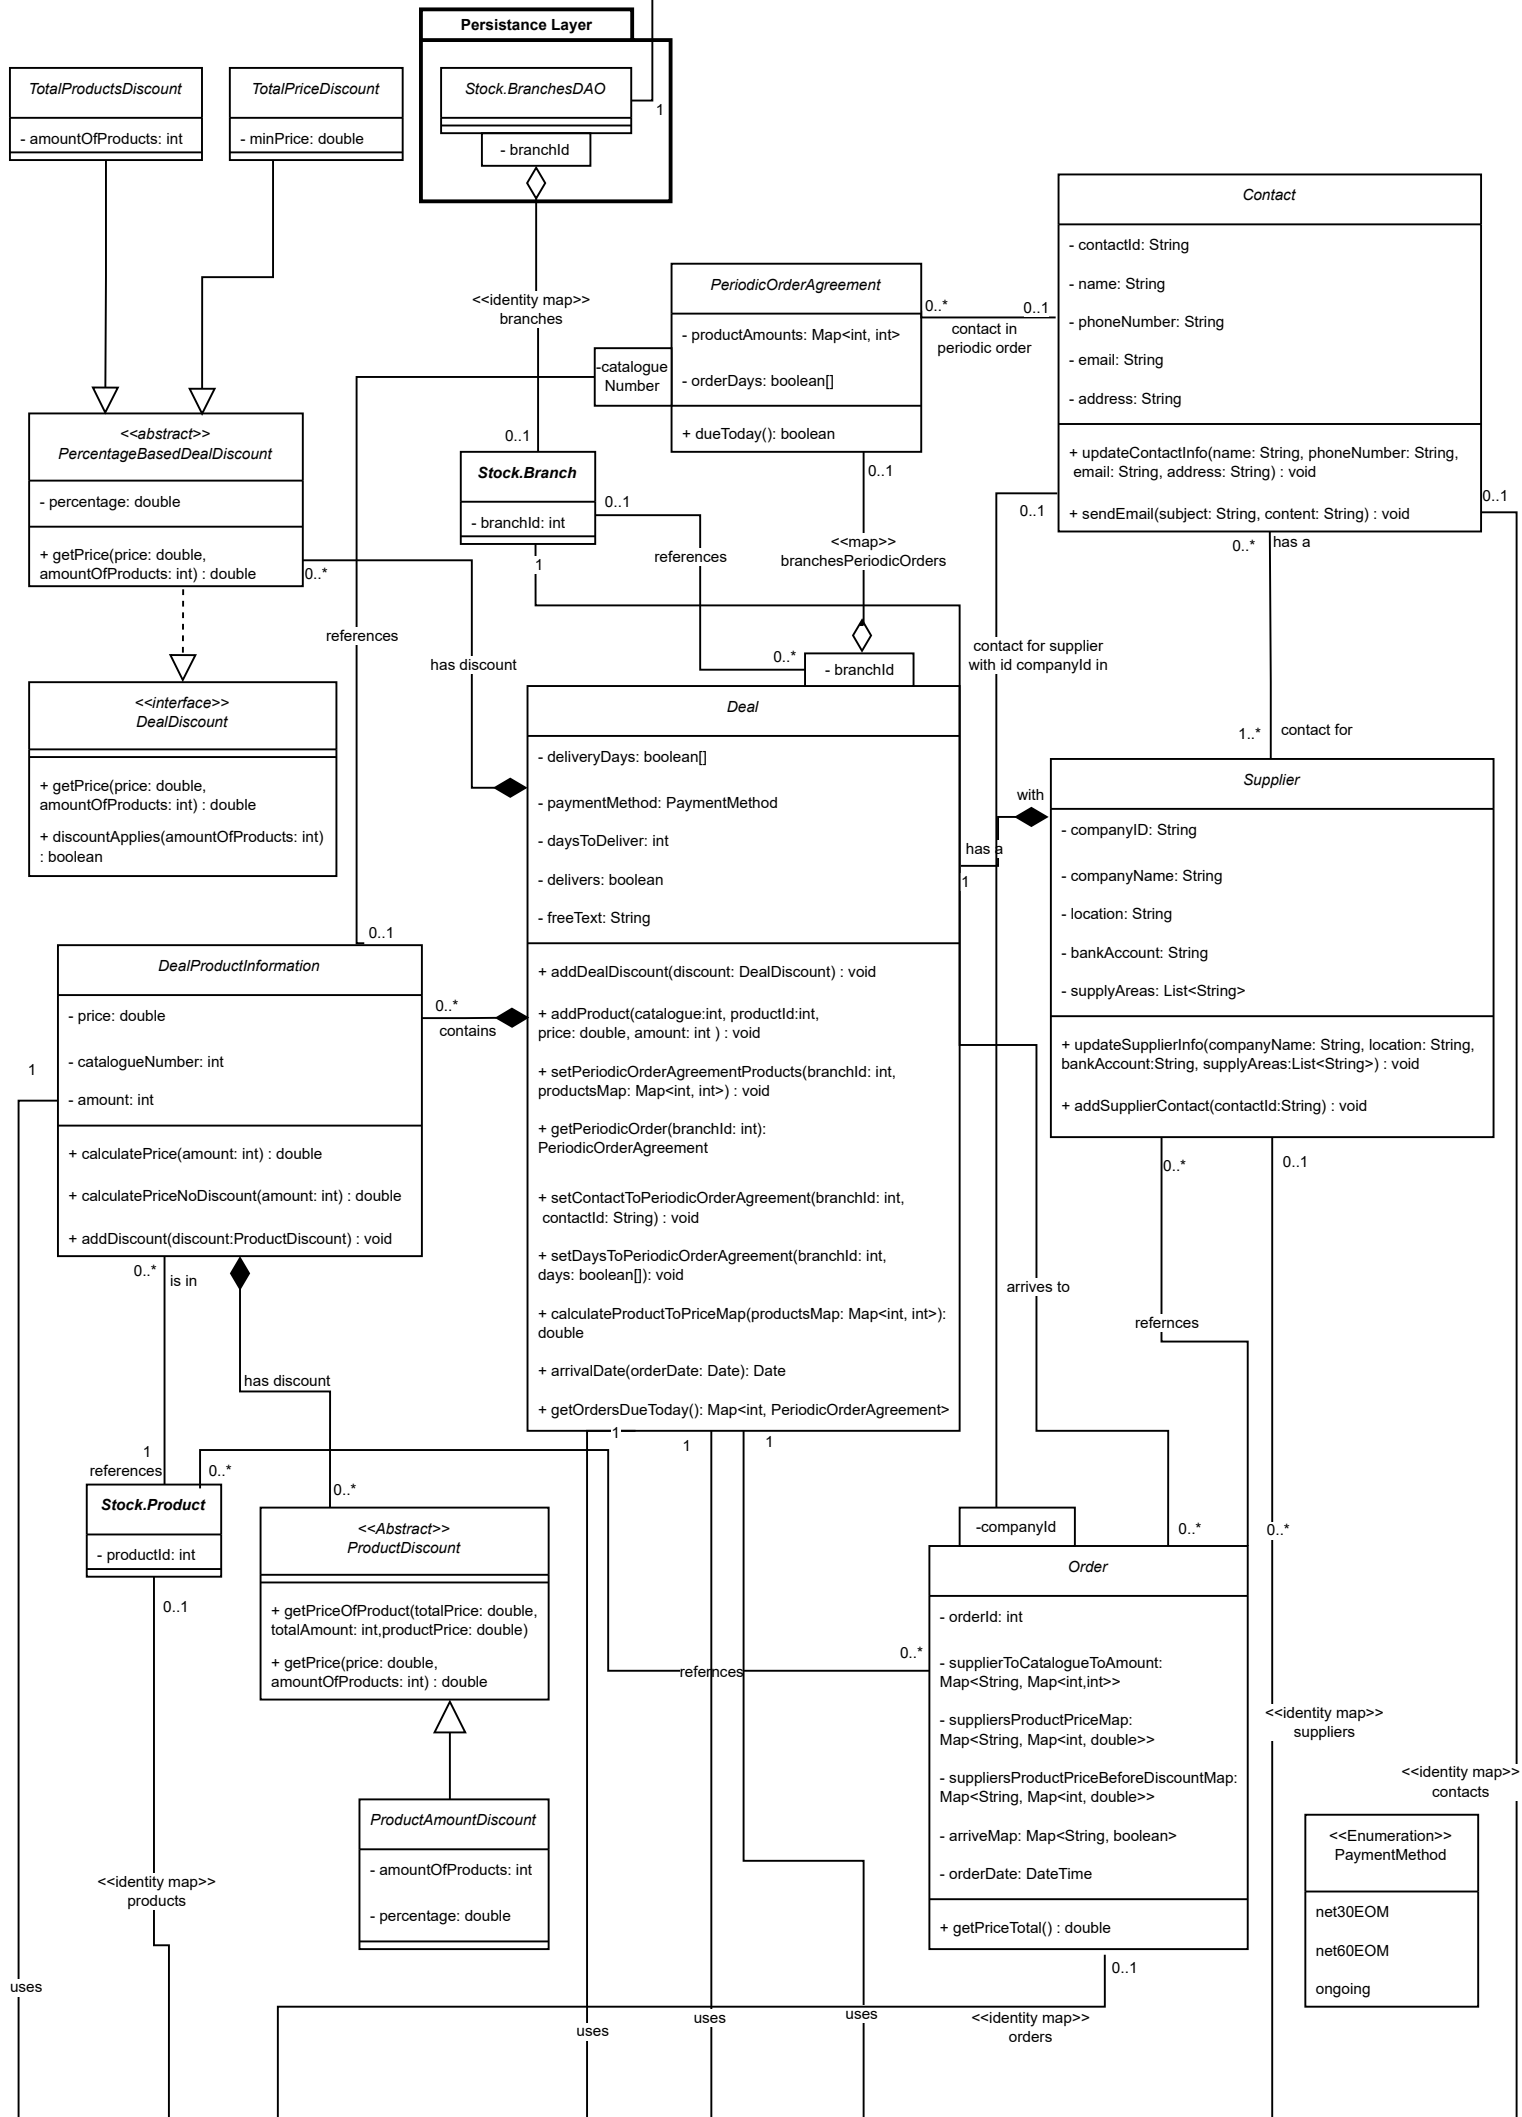 Persistance Layer
Stock.BranchesDAO
1
- branchId
TotalProductsDiscount
- amountOfProducts: int
TotalPriceDiscount
- minPrice: double
<<identity map>>
branches
0..1
Contact
- contactId: String
- name: String
- phoneNumber: String
- email: String
- address: String
+ updateContactInfo(name: String, phoneNumber: String,
email: String, address: String) : void
+ sendEmail(subject: String, content: String) : void
PeriodicOrderAgreement
- productAmounts: Map<int, int>
- orderDays: boolean[]
+ dueToday(): boolean
-catalogue
Number
0..*
0..1
contact in
periodic order
<<abstract>>
PercentageBasedDealDiscount
- percentage: double
+ getPrice(price: double,
amountOfProducts: int) : double
0..*
Stock.Branch
- branchId: int
0..1
1
references
0..1
<<map>>
branchesPeriodicOrders
0..*
- branchId
0..1
0..1
0..*
has a
references
has discount
contact for supplier
with id companyId in
1..*
contact for
<<interface>>
DealDiscount
+ getPrice(price: double,
amountOfProducts: int) : double
+ discountApplies(amountOfProducts: int)
: boolean
Deal
- deliveryDays: boolean[]
- paymentMethod: PaymentMethod
- daysToDeliver: int
- delivers: boolean
- freeText: String
+ addDealDiscount(discount: DealDiscount) : void
+ addProduct(catalogue:int, productId:int,
price: double, amount: int ) : void
+ setPeriodicOrderAgreementProducts(branchId: int,
productsMap: Map<int, int>) : void
+ getPeriodicOrder(branchId: int):
PeriodicOrderAgreement
+ setContactToPeriodicOrderAgreement(branchId: int,
contactId: String) : void
+ setDaysToPeriodicOrderAgreement(branchId: int,
days: boolean[]): void
+ calculateProductToPriceMap(productsMap: Map<int, int>):
double
+ arrivalDate(orderDate: Date): Date
+ getOrdersDueToday(): Map<int, PeriodicOrderAgreement>
with
has a
1
Supplier
- companyID: String
- companyName: String
- location: String
- bankAccount: String
- supplyAreas: List<String>
+ updateSupplierInfo(companyName: String, location: String,
bankAccount:String, supplyAreas:List<String>) : void
+ addSupplierContact(contactId:String) : void
0..1
DealProductInformation
- price: double
- catalogueNumber: int
- amount: int
+ calculatePrice(amount: int) : double
+ calculatePriceNoDiscount(amount: int) : double
+ addDiscount(discount:ProductDiscount) : void
0..*
contains
1
0..*
is in
0..*
0..1
arrives to
refernces
has discount
1
references
0..*
0..*
1
1
1
Stock.Product
- productId: int
0..1
<<Abstract>>
ProductDiscount
+ getPriceOfProduct(totalPrice: double,
totalAmount: int,productPrice: double)
+ getPrice(price: double,
amountOfProducts: int) : double
-companyId
0..*
0..*
Order
- orderId: int
- supplierToCatalogueToAmount:
Map<String, Map<int,int>>
- suppliersProductPriceMap:
Map<String, Map<int, double>>
- suppliersProductPriceBeforeDiscountMap:
Map<String, Map<int, double>>
- arriveMap: Map<String, boolean>
- orderDate: DateTime
+ getPriceTotal() : double
0..*
refernces
<<identity map>>
suppliers
<<identity map>>
contacts
ProductAmountDiscount
- amountOfProducts: int
- percentage: double
<<Enumeration>>
PaymentMethod
net30EOM
net60EOM
ongoing
<<identity map>>
products
0..1
uses
uses
uses
uses
<<identity map>>
orders